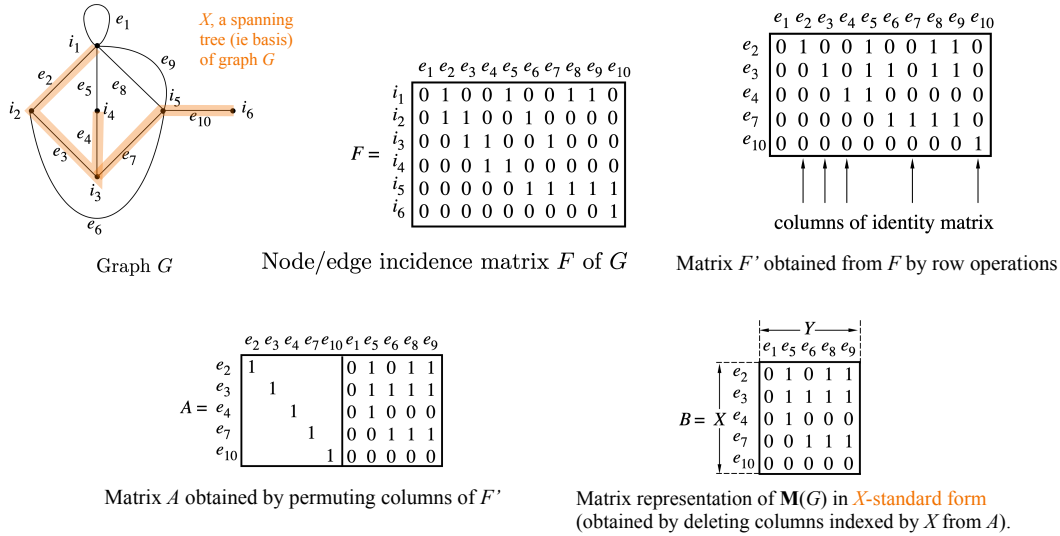 e1
X, a spanning
tree (ie basis)
of graph G
i1
e2
e5
e8
e9
i2
i4
i5
i6
e10
e4
e3
e7
i3
e6
Graph G
e1 e2 e3 e4 e5 e6 e7 e8 e9 e10
i1 0 1 0 0 1 0 0 1 1 0
i2 0 1 1 0 0 1 0 0 0 0
i3 0 0 1 1 0 0 1 0 0 0
F = i4 0 0 0 1 1 0 0 0 0 0
i5 0 0 0 0 0 1 1 1 1 1
i6 0 0 0 0 0 0 0 0 0 1
Node/edge incidence matrix F of G
e1 e2 e3 e4 e5 e6 e7 e8 e9 e10
e2 0 1 0 0 1 0 0 1 1 0
e3 0 0 1 0 1 1 0 1 1 0
e4 0 0 0 1 1 0 0 0 0 0
e7 0 0 0 0 0 1 1 1 1 0
e10 0 0 0 0 0 0 0 0 0 1
columns of identity matrix
Matrix F' obtained from F by row operations
e2 e3 e4 e7 e10 e1 e5 e6 e8 e9
e2 1 0 1 0 1 1
e3 1 0 1 1 1 1
A = e4 1 0 1 0 0 0
e7 1 0 0 1 1 1
e10 1 0 0 0 0 0
Matrix A obtained by permuting columns of F'
Y
e1 e5 e6 e8 e9
e2 0 1 0 1 1
e3 0 1 1 1 1
B = X e4 0 1 0 0 0
e7 0 0 1 1 1
e10 0 0 0 0 0
Matrix representation of M(G) in X-standard form
(obtained by deleting columns indexed by X from A).